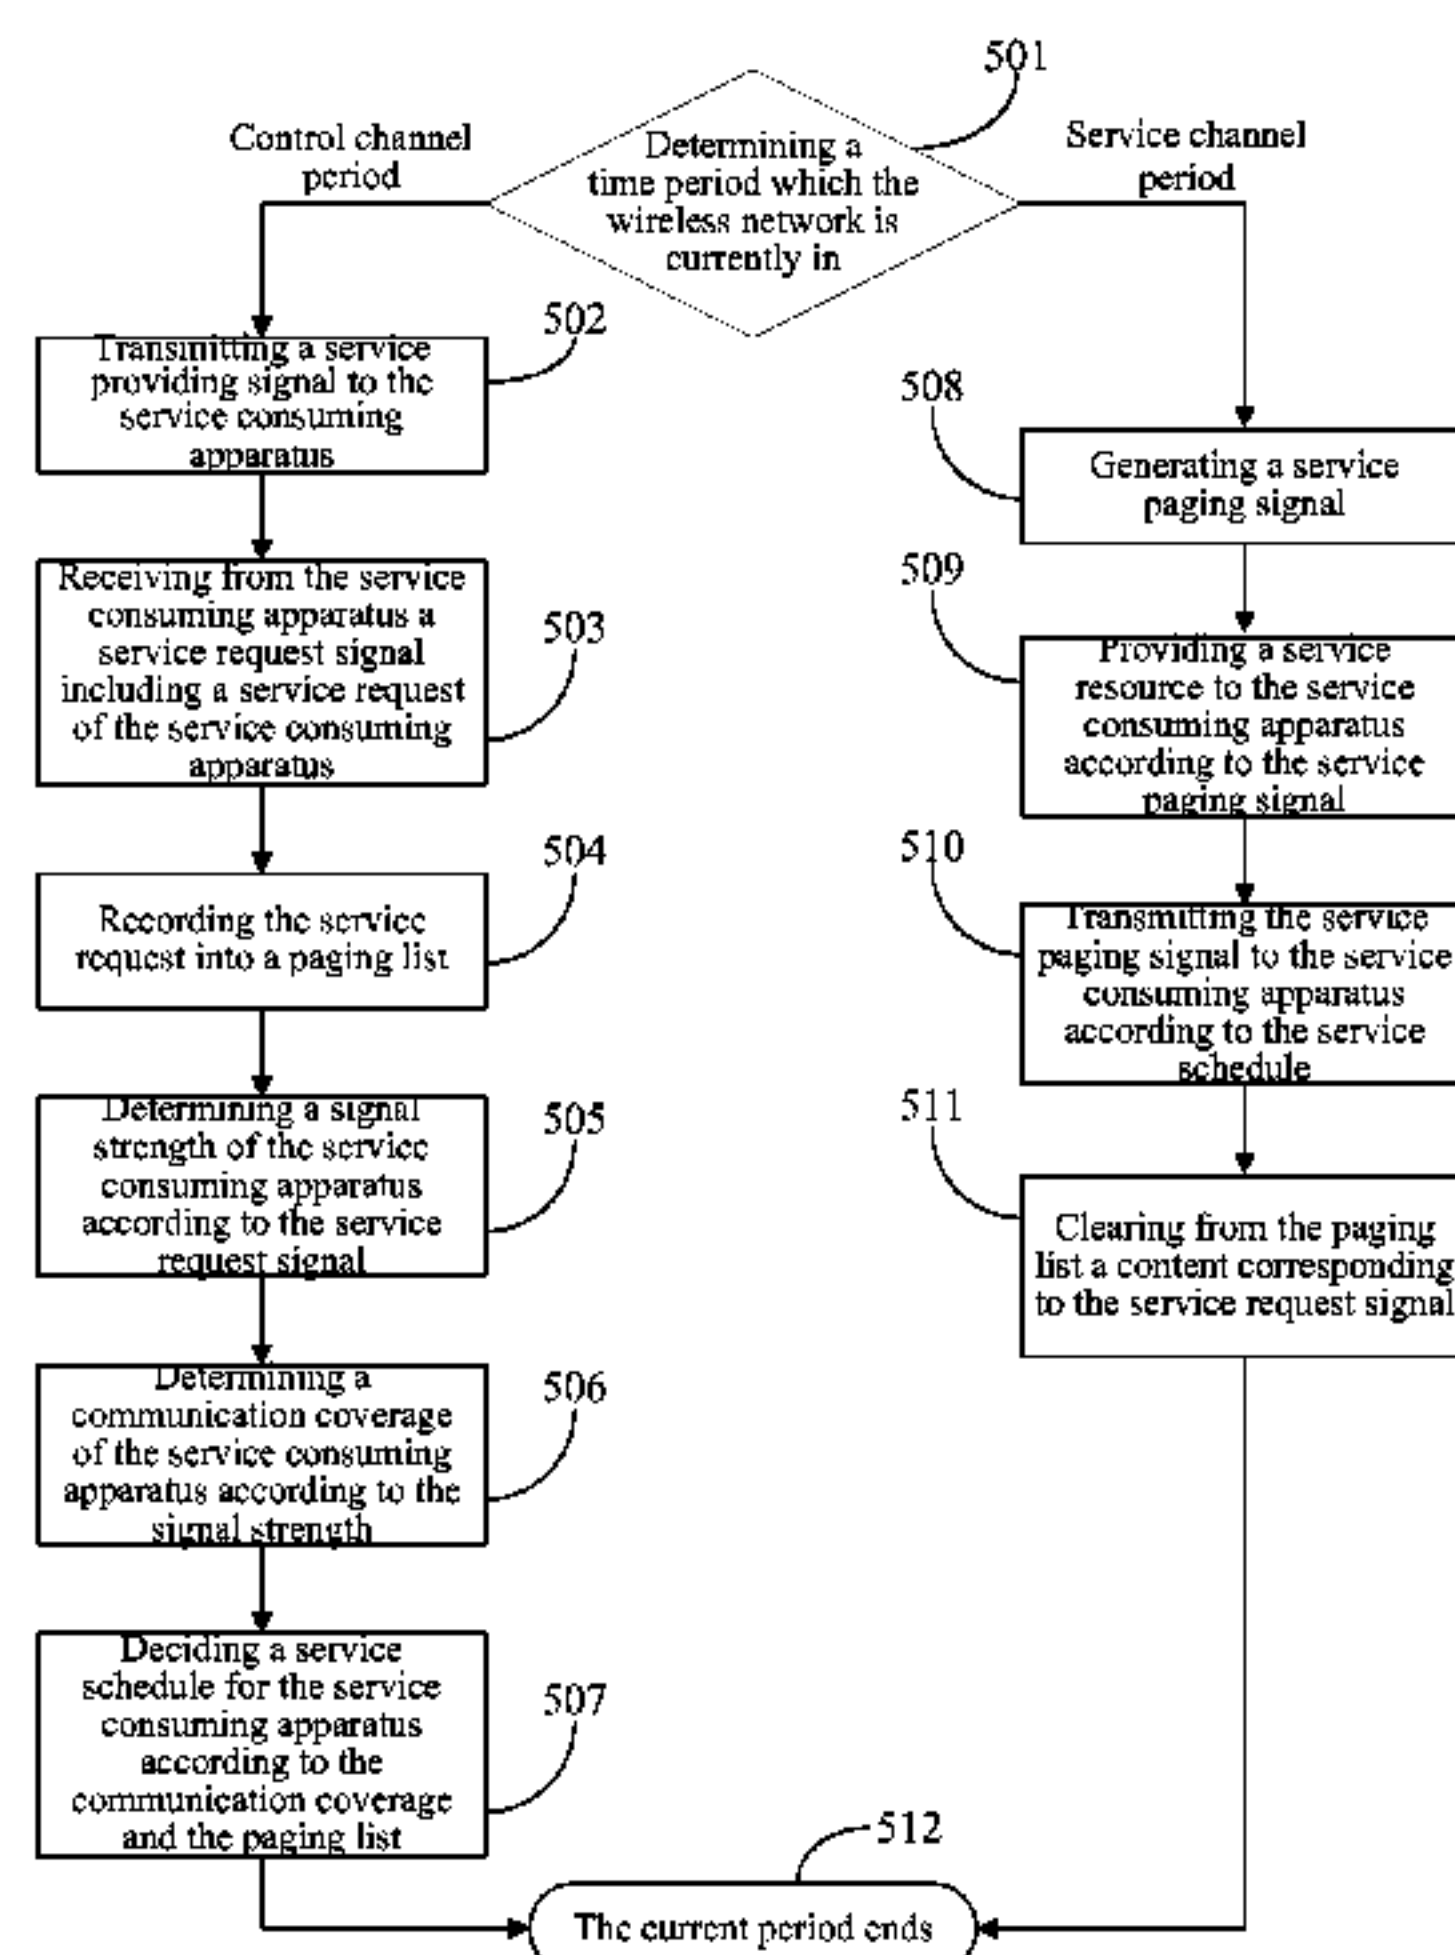 501
Control channel
period
Determining a
time period which the
wireless network is
currently in
Service channel
period
502
Transmitting a service
providing signal to the
service consuming
apparatus
503
Receiving from the service
consuming apparatus a
service request signal
including a service request
of the service consuming
apparatus
504
Recording the service
request into a paging list
505
Determining a signal
strength of the service
consuming apparatus
according to the service
request signal
506
Determining a
communication coverage
of the service consuming
apparatus according to the
signal strength
507
Deciding a service
schedule for the service
consuming apparatus
according to the
communication coverage
and the paging list
508
Generating a service
paging signal
509
Providing a service
resource to the service
consuming apparatus
according to the service
paging signal
510
Transmitting the service
paging signal to the service
consuming apparatus
according to the service
schedule
511
Clearing from the paging
list a content corresponding
to the service request signal
512
The current period ends